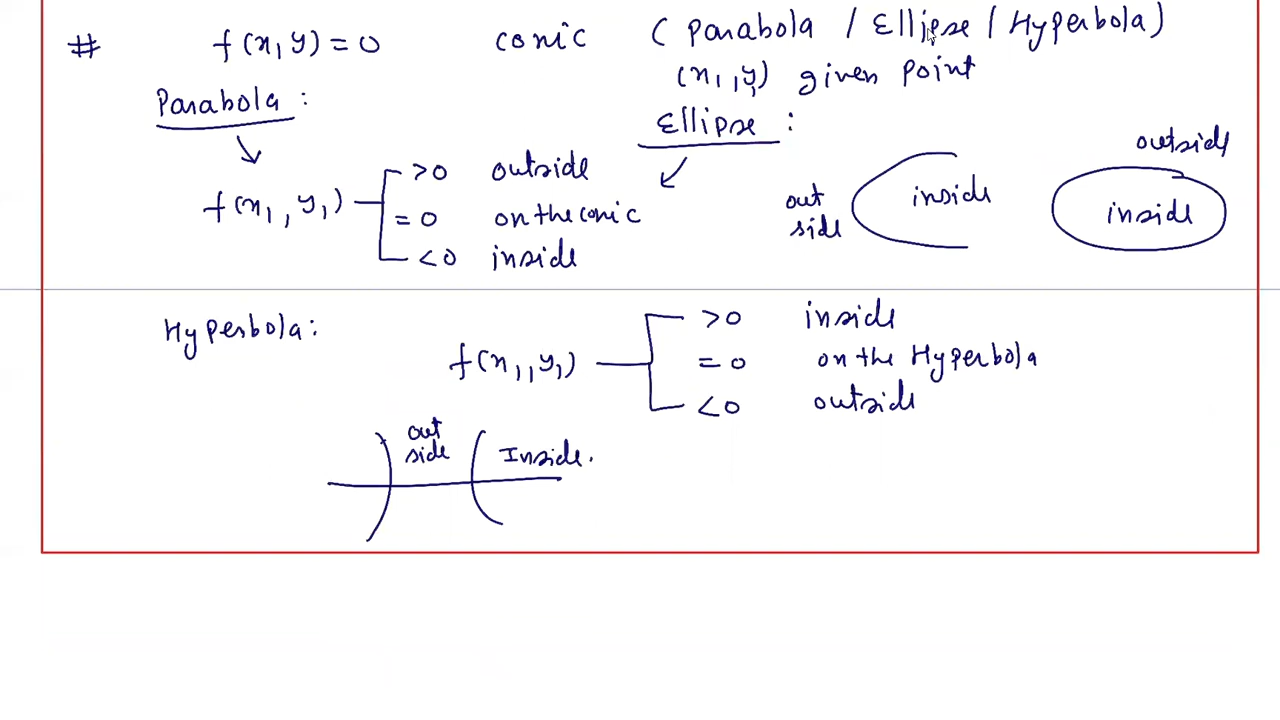 # f(x,y) = 0 conic (Parabola / Ellipse / Hyperbola)
(x₁,y₁) given point
Parabola :
Ellipse :
f(x₁, y₁)
>0 outside
= 0 on the conic
<0 inside
out side
inside
outside
inside
Hyperbola:
f(x₁, y₁)
>0 inside
= 0 on the Hyperbola
<0 outside
out side
Inside.